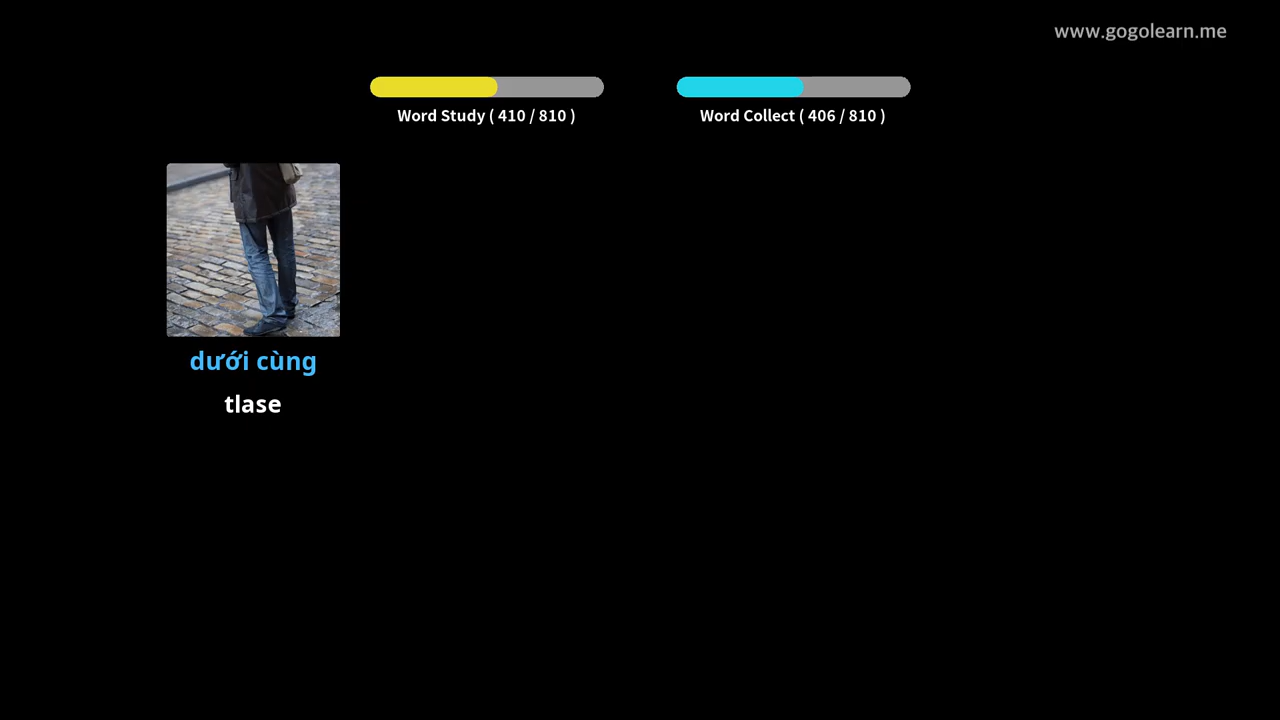 www.gogolearn.me
Word Study ( 410 / 810 )
Word Collect ( 406 / 810 )
dưới cùng
tlase